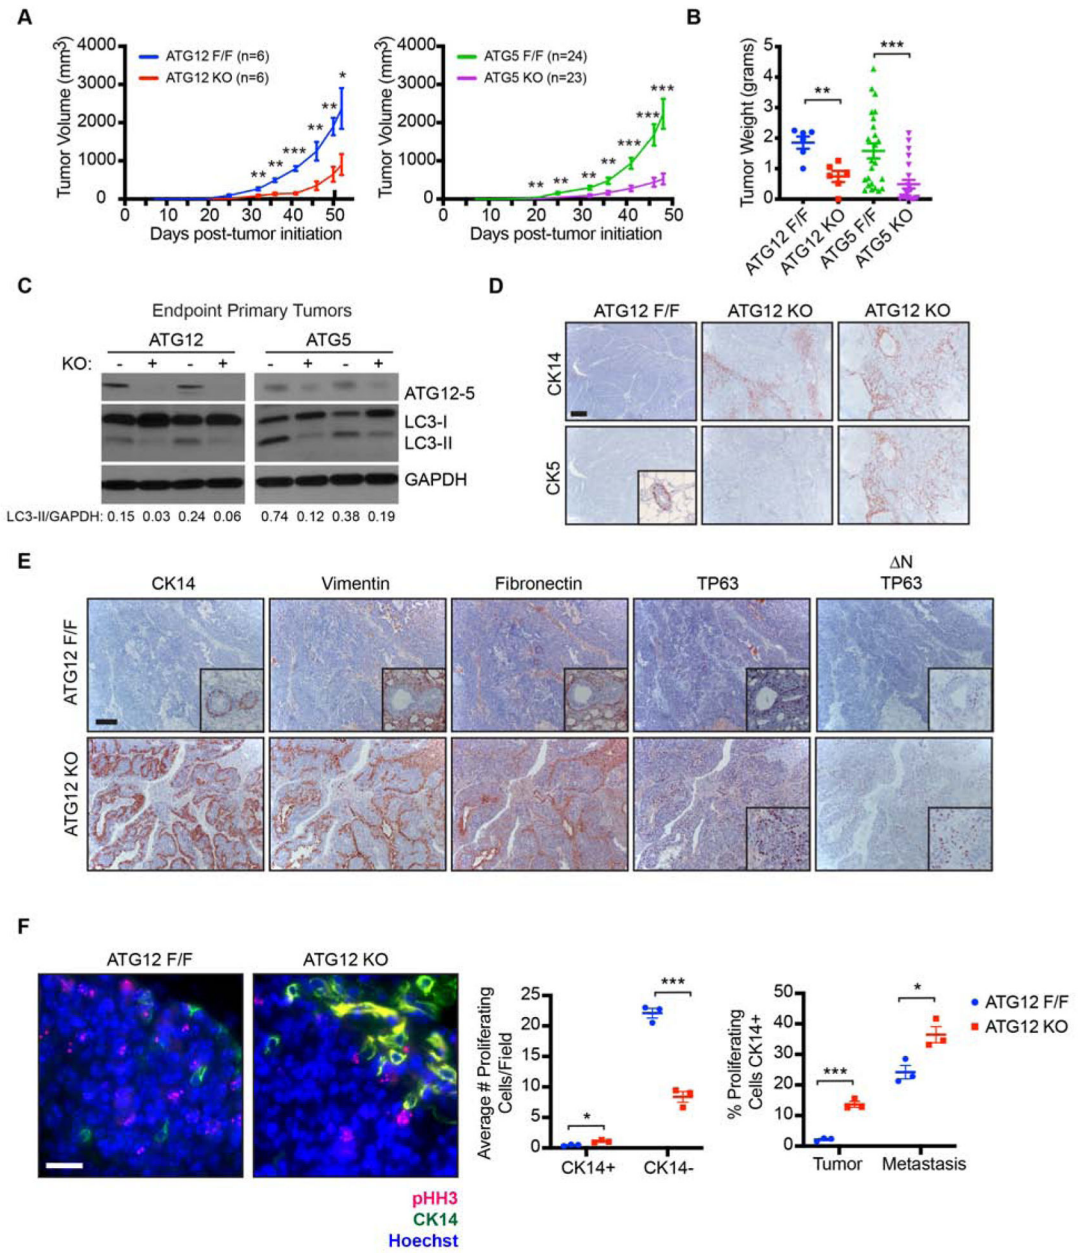 A
Tumor Volume (mm3)
4000
3000
2000
1000
0
ATG12 F/F (n=6)
ATG12 KO (n=6)
**
**
***
**
**
*
0 10 20 30 40 50
Days post-tumor initiation
Tumor Volume (mm3)
4000
3000
2000
1000
0
ATG5 F/F (n=24)
ATG5 KO (n=23)
**
**
**
**
***
***
***
0 10 20 30 40 50
Days post-tumor initiation
B
Tumor Weight (grams)
5
4
3
2
1
0
**
***
ATG12 F/F
ATG12 KO
ATG5 F/F
ATG5 KO
C
Endpoint Primary Tumors
ATG12 ATG5
KO: - + - + - + - +
ATG12-5
LC3-I
LC3-II
GAPDH
LC3-II/GAPDH: 0.15 0.03 0.24 0.06 0.74 0.12 0.38 0.19
D
ATG12 F/F ATG12 KO ATG12 KO
CK14
CK5
E
CK14 Vimentin Fibronectin TP63 ΔN
TP63
ATG12 F/F
ATG12 KO
F
ATG12 F/F ATG12 KO
pHH3
CK14
Hoechst
Average # Proliferating
Cells/Field
25
20
15
10
5
0
*
***
CK14+ CK14-
% Proliferating
Cells CK14+
50
40
30
20
10
0
***
*
Tumor Metastasis
ATG12 F/F
ATG12 KO